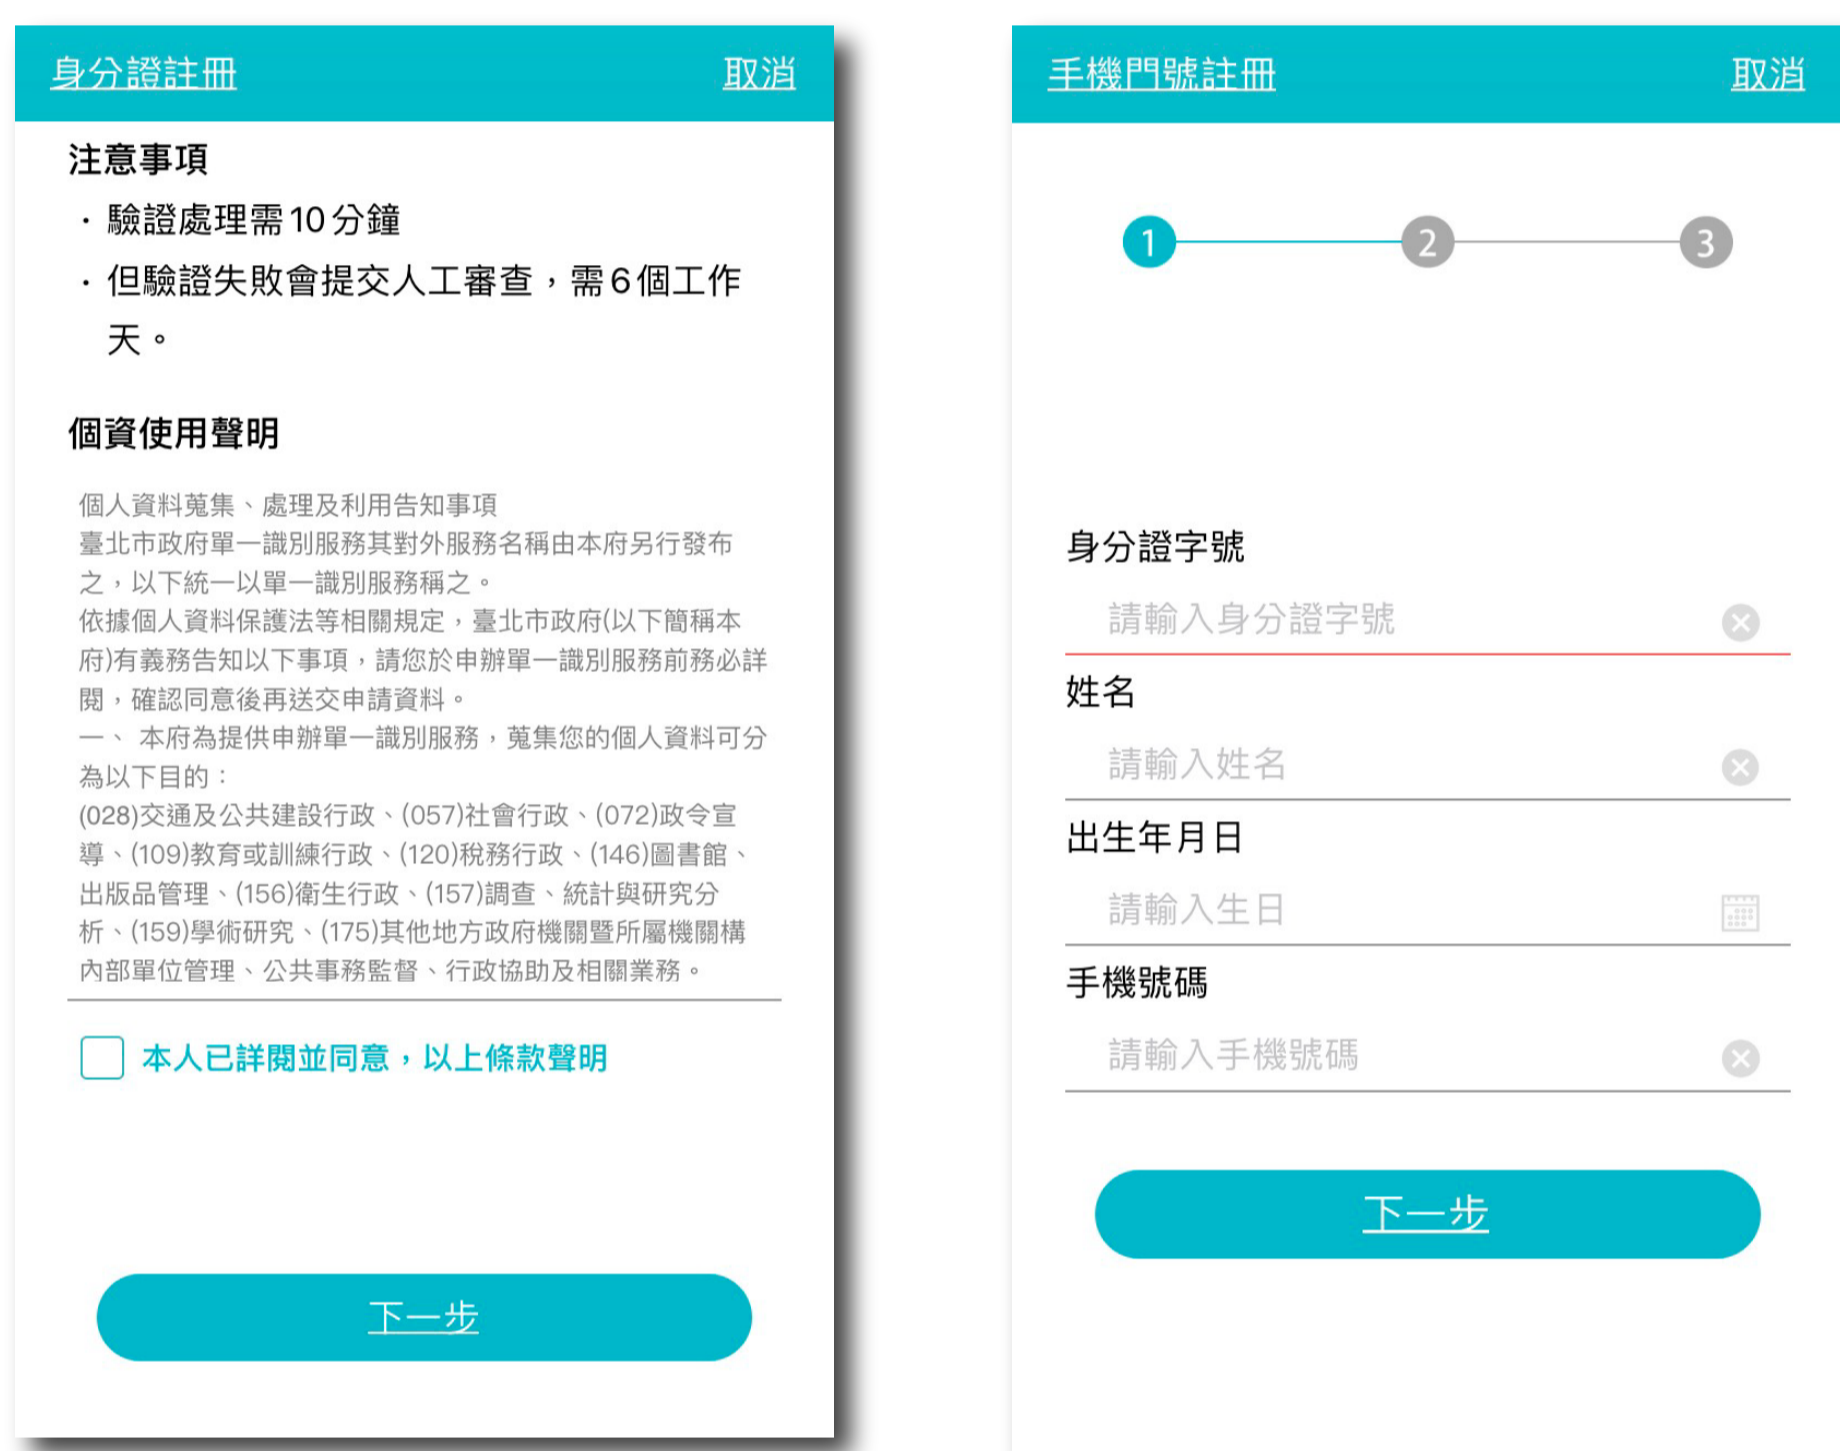 身分證註冊
取消
注意事項
・驗證處理需10分鐘
・但驗證失敗會提交人工審查，需6個工作
天。
個資使用聲明
個人資料蒐集、處理及利用告知事項
臺北市政府單一識別服務其對外服務名稱由本府另行發布
之，以下統一以單一識別服務稱之。
依據個人資料保護法等相關規定，臺北市政府(以下簡稱本
府)有義務告知以下事項，請您於申辦單一識別服務前務必詳
閱，確認同意後再送交申請資料。
一、 本府為提供申辦單一識別服務，蒐集您的個人資料可分
為以下目的：
(028)交通及公共建設行政、(057)社會行政、(072)政令宣
導、(109)教育或訓練行政、(120)稅務行政、(146)圖書館、
出版品管理、(156)衛生行政、(157)調查、統計與研究分
析、(159)學術研究、(175)其他地方政府機關暨所屬機關構
內部單位管理、公共事務監督、行政協助及相關業務。
本人已詳閱並同意，以上條款聲明
下一步
手機門號註冊
取消
1
2
3
身分證字號
請輸入身分證字號
姓名
請輸入姓名
出生年月日
請輸入生日
手機號碼
請輸入手機號碼
下一步